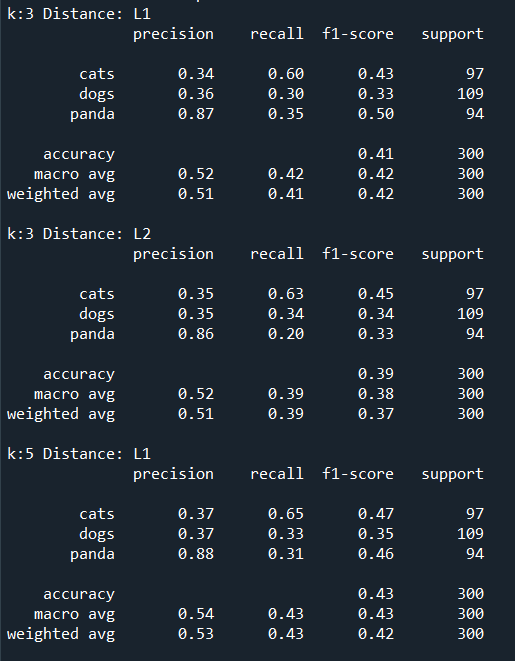 k:3 Distance: L1
precision recall f1-score support
cats 0.34 0.60 0.43 97
dogs 0.36 0.30 0.33 109
panda 0.87 0.35 0.50 94
accuracy 0.41 300
macro avg 0.52 0.42 0.42 300
weighted avg 0.51 0.41 0.42 300
k:3 Distance: L2
precision recall f1-score support
cats 0.35 0.63 0.45 97
dogs 0.35 0.34 0.34 109
panda 0.86 0.20 0.33 94
accuracy 0.39 300
macro avg 0.52 0.39 0.38 300
weighted avg 0.51 0.39 0.37 300
k:5 Distance: L1
precision recall f1-score support
cats 0.37 0.65 0.47 97
dogs 0.37 0.33 0.35 109
panda 0.88 0.31 0.46 94
accuracy 0.43 300
macro avg 0.54 0.43 0.43 300
weighted avg 0.53 0.43 0.42 300